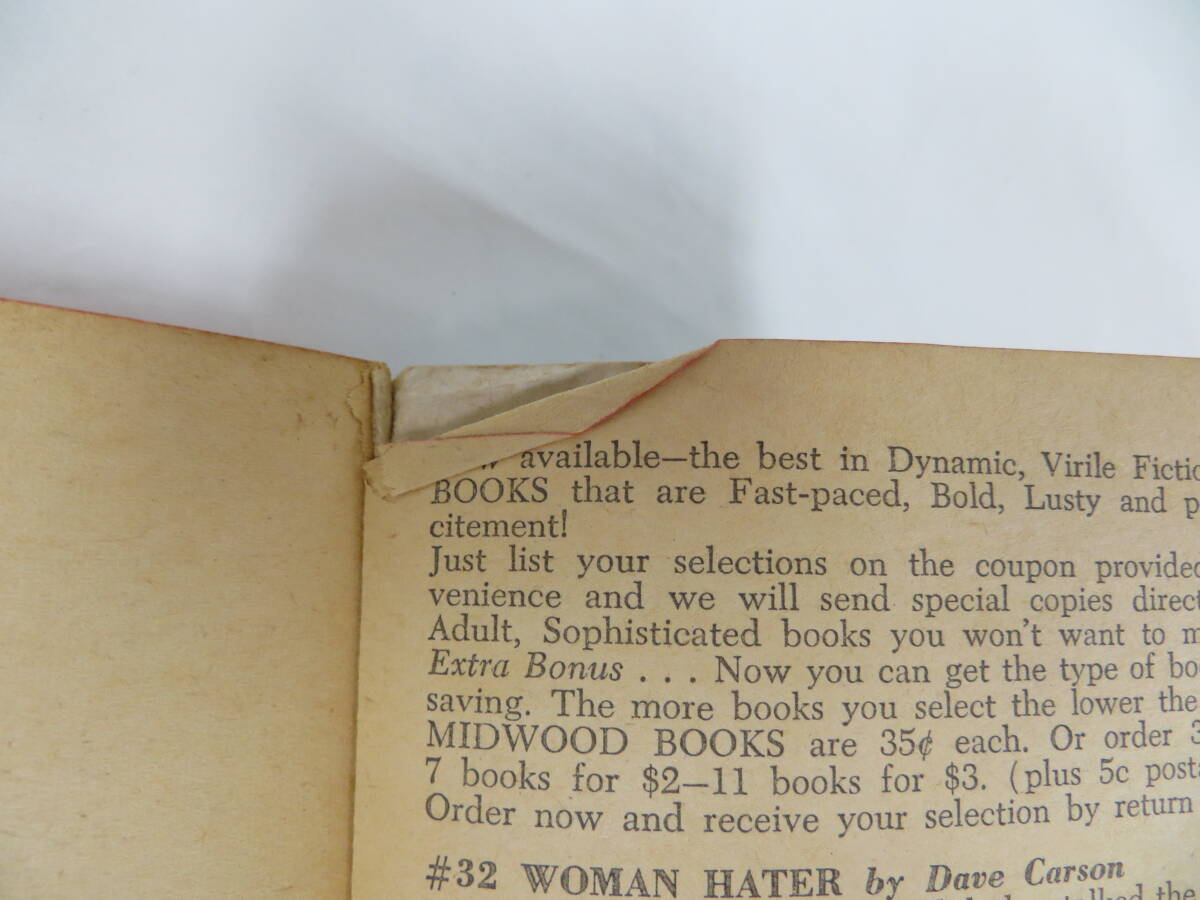 available—the best in Dynamic, Virile
BOOKS that are Fast-paced, Bold, Lusty and
citement!
Just list your selections on the coupon provided
venience and we will send special copies direct
Adult, Sophisticated books you won't want to
Extra Bonus . . . Now you can get the type of
saving. The more books you select the lower the
MIDWOOD BOOKS are 35¢ each. Or order 3
7 books for $2—11 books for $3. (plus 5c
Order now and receive your selection by return
#32 WOMAN HATER by Dave Carson
talked the